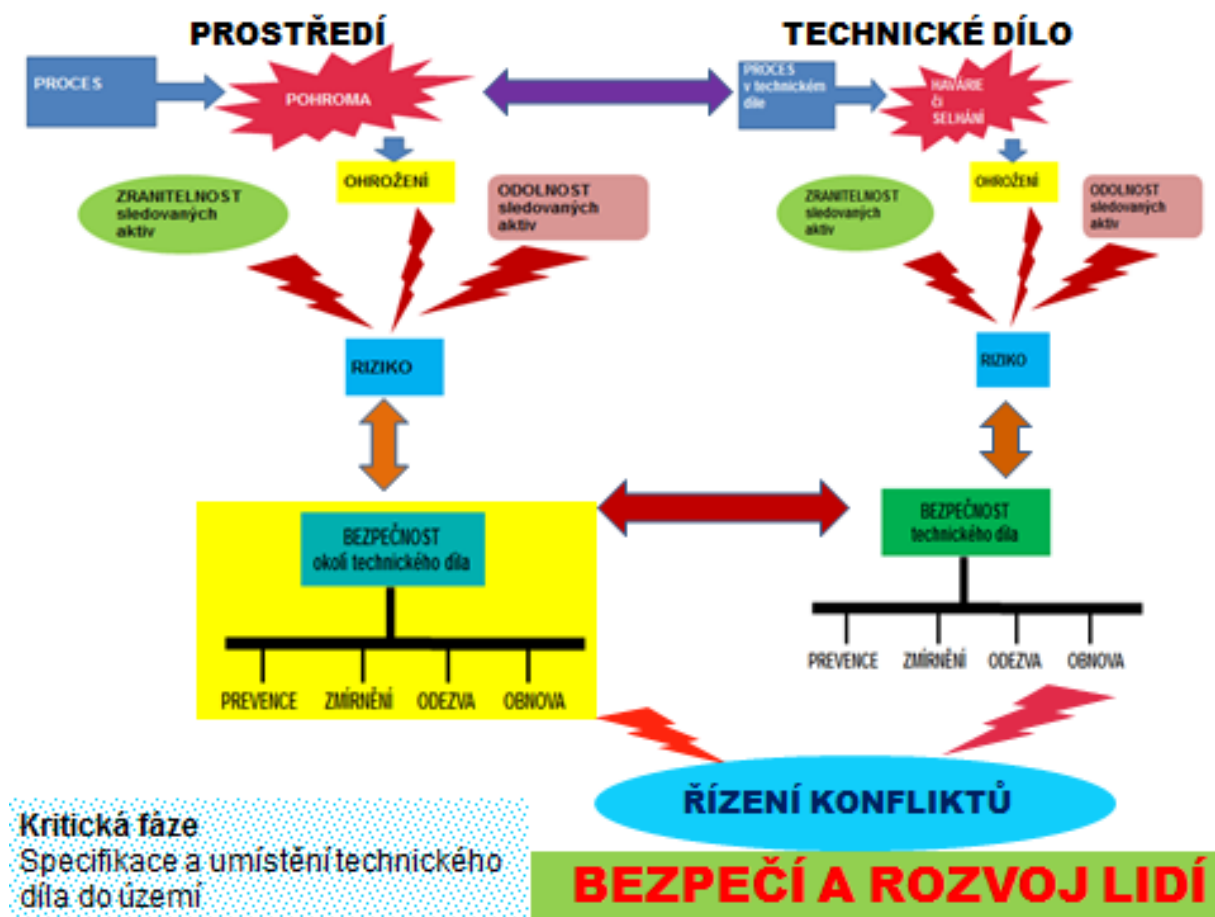 PROSTŘEDÍ
TECHNICKÉ DÍLO
PROCES
POHROMA
PROCES
v technickém
díle
HAVÁRIE
ČI
SELHÁNÍ
OHROŽENÍ
ZRANITELNOST
sledovaných
aktiv
ODOLNOST
sledovaných
aktiv
OHROŽENÍ
ZRANITELNOST
sledovaných
aktiv
ODOLNOST
sledovaných
aktiv
RIZIKO
RIZIKO
BEZPEČNOST
okolí technického díla
BEZPEČNOST
technického díla
PREVENCE
ZMÍRNĚNÍ
ODEZVA
OBNOVA
PREVENCE
ZMÍRNĚNÍ
ODEZVA
OBNOVA
ŘÍZENÍ KONFLIKTŮ
Kritická fáze
Specifikace a umístění technického
díla do území
BEZPEČÍ A ROZVOJ LIDÍ